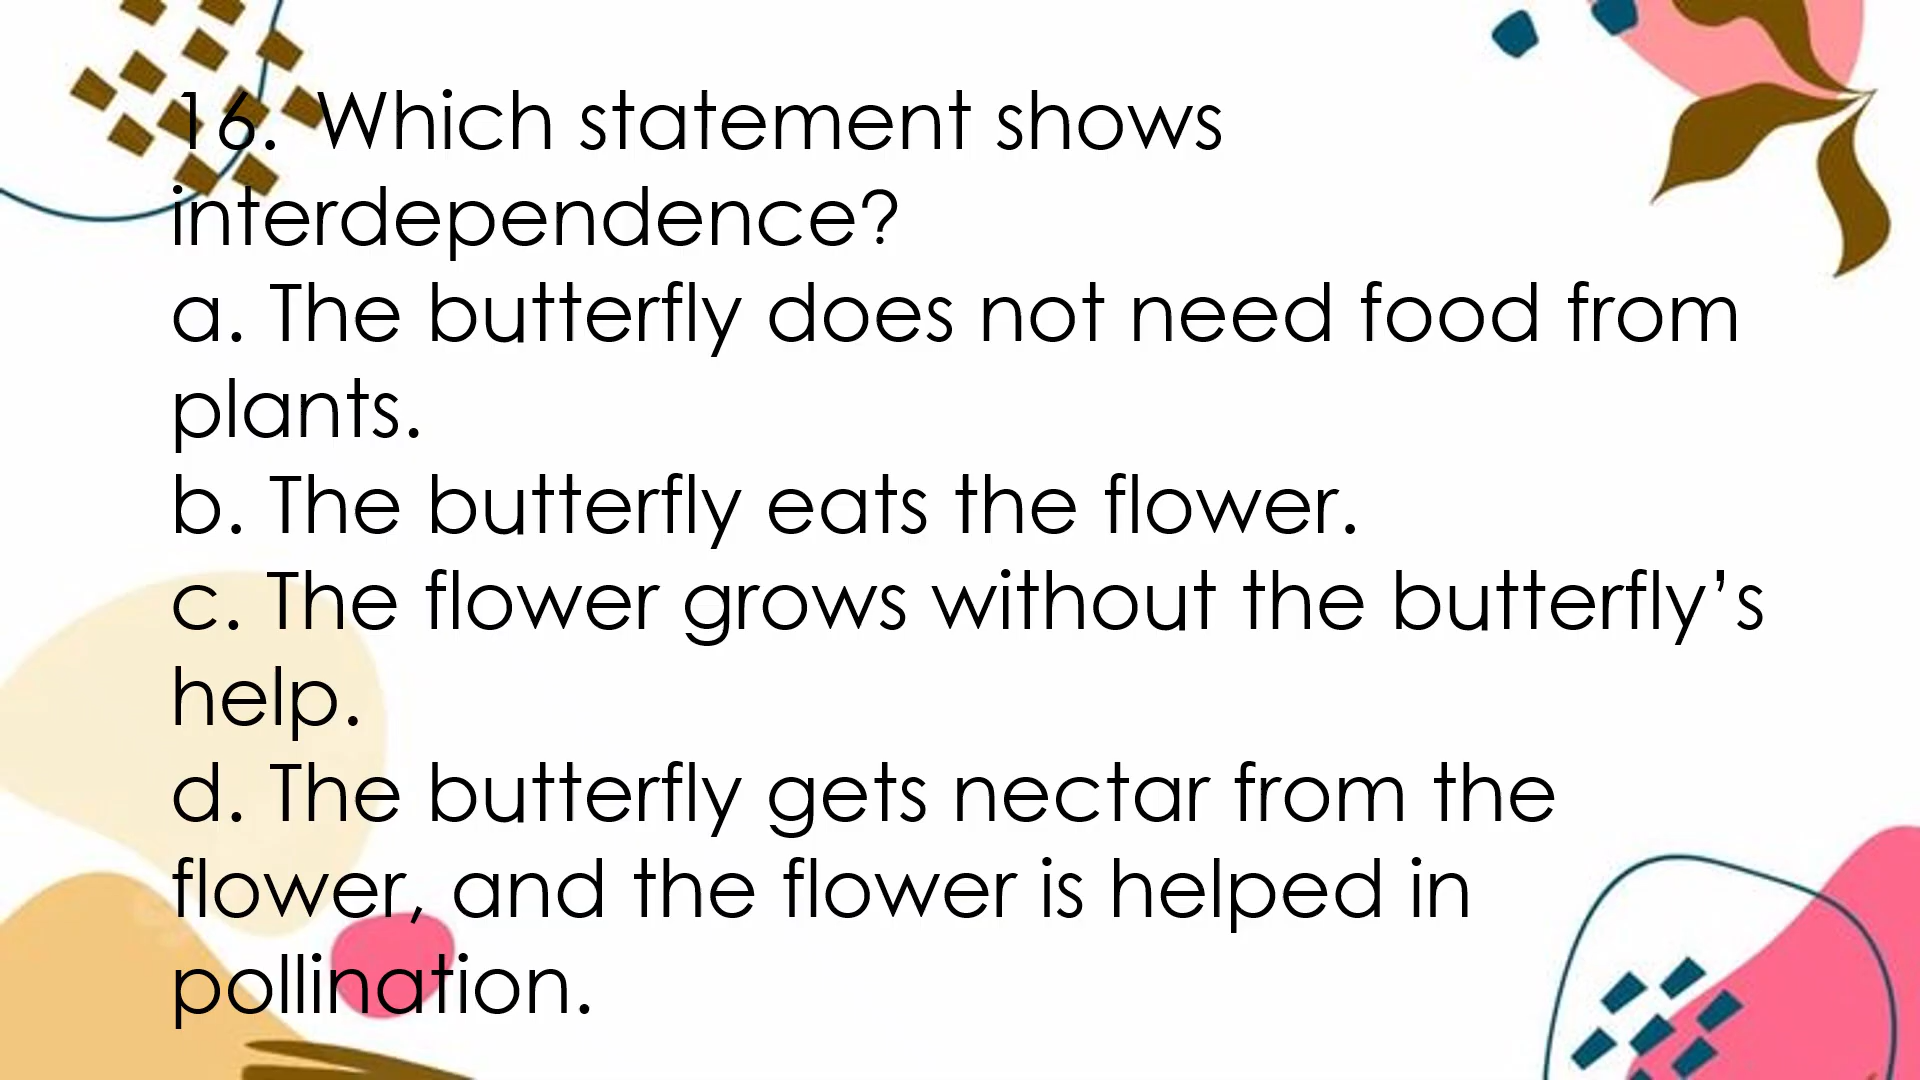 16. Which statement shows
interdependence?
a. The butterfly does not need food from
plants.
b. The butterfly eats the flower.
c. The flower grows without the butterfly’s
help.
d. The butterfly gets nectar from the
flower, and the flower is helped in
pollination.